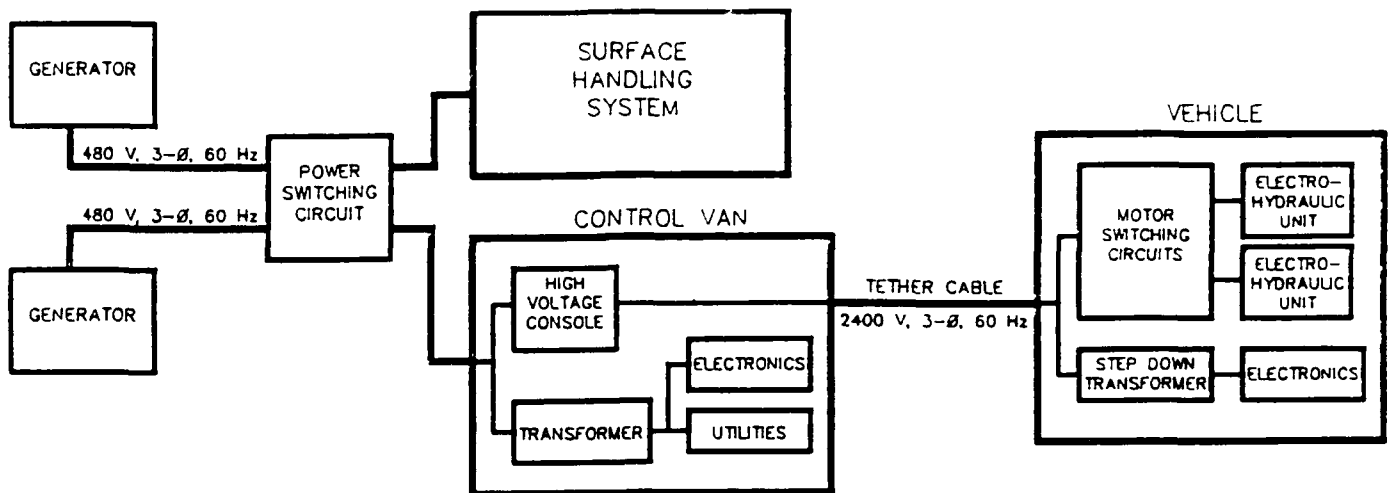 GENERATOR
480 V, 3-Ø, 60 Hz
480 V, 3-Ø, 60 Hz
GENERATOR
POWER
SWITCHING
CIRCUIT
SURFACE
HANDLING
SYSTEM
CONTROL VAN
HIGH
VOLTAGE
CONSOLE
TRANSFORMER
ELECTRONICS
UTILITIES
TETHER CABLE
2400 V, 3-Ø, 60 Hz
VEHICLE
MOTOR
SWITCHING
CIRCUITS
ELECTRO-
HYDRAULIC
UNIT
ELECTRO-
HYDRAULIC
UNIT
STEP DOWN
TRANSFORMER
ELECTRONICS